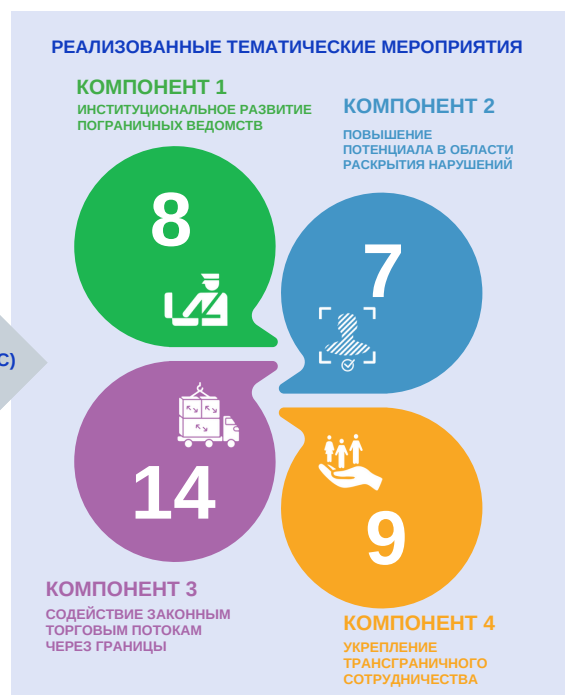 РЕАЛИЗОВАННЫЕ ТЕМАТИЧЕСКИЕ МЕРОПРИЯТИЯ
КОМПОНЕНТ 1
ИНСТИТУЦИОНАЛЬНОЕ РАЗВИТИЕ
ПОГРАНИЧНЫХ ВЕДОМСТВ
8
КОМПОНЕНТ 2
ПОВЫШЕНИЕ
ПОТЕНЦИАЛА В ОБЛАСТИ
РАСКРЫТИЯ НАРУШЕНИЙ
7
С)
14
КОМПОНЕНТ 3
СОДЕЙСТВИЕ ЗАКОННЫМ
ТОРГОВЫМ ПОТОКАМ
ЧЕРЕЗ ГРАНИЦЫ
9
КОМПОНЕНТ 4
УКРЕПЛЕНИЕ
ТРАНСГРАНИЧНОГО
СОТРУДНИЧЕСТВА